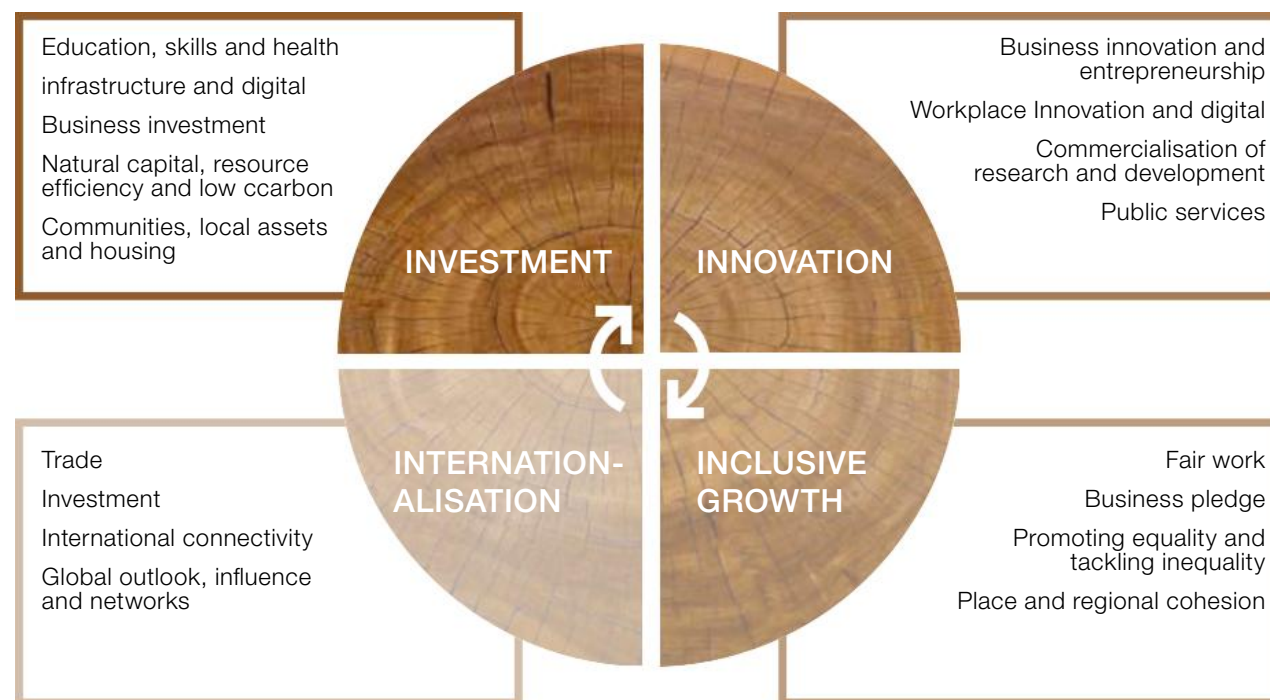 Education, skills and health
infrastructure and digital
Business investment
Natural capital, resource
efficiency and low ccarbon
Communities, local assets
and housing
INVESTMENT
Business innovation and
entrepreneurship
Workplace Innovation and digital
Commercialisation of
research and development
Public services
INNOVATION
Trade
Investment
International connectivity
Global outlook, influence
and networks
INTERNATION-
ALISATION
INCLUSIVE
GROWTH
Fair work
Business pledge
Promoting equality and
tackling inequality
Place and regional cohesion